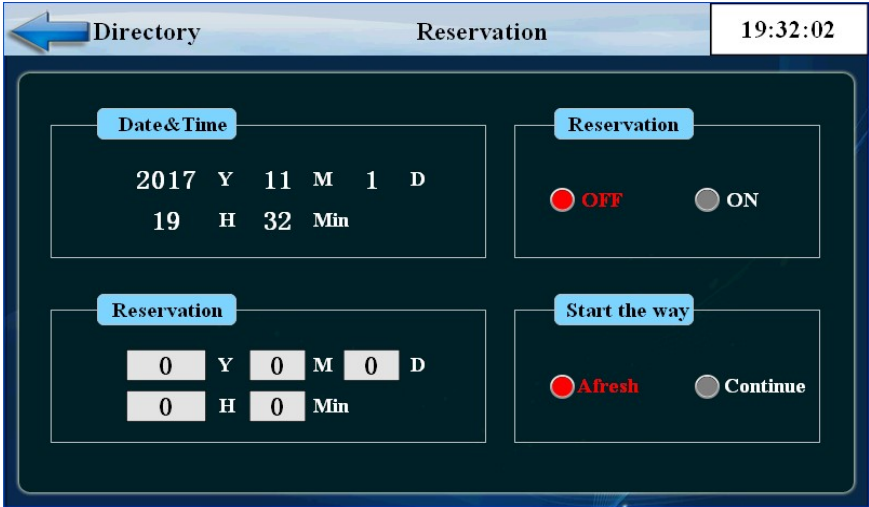 Directory Reservation 19:32:02
Date&Time
2017 Y 11 M 1 D
19 H 32 Min
Reservation
OFF ON
Reservation
0 Y 0 M 0 D
0 H 0 Min
Start the way
Afresh Continue